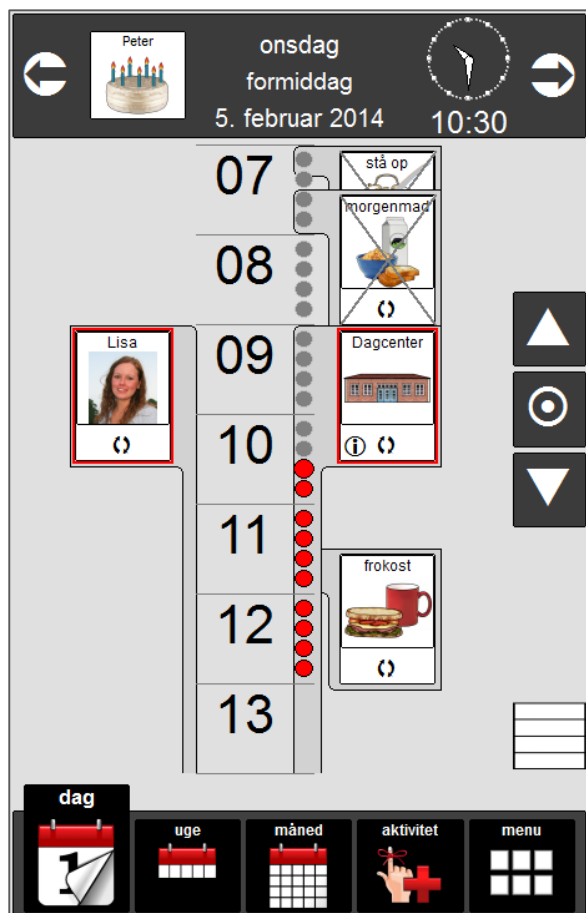 Peter
onsdag
formiddag
5. februar 2014
10:30
07
stå op
morgenmad
08
Lisa
09
Dagcenter
10
11
frokost
12
13
dag
1
uge
måned
aktivitet
menu